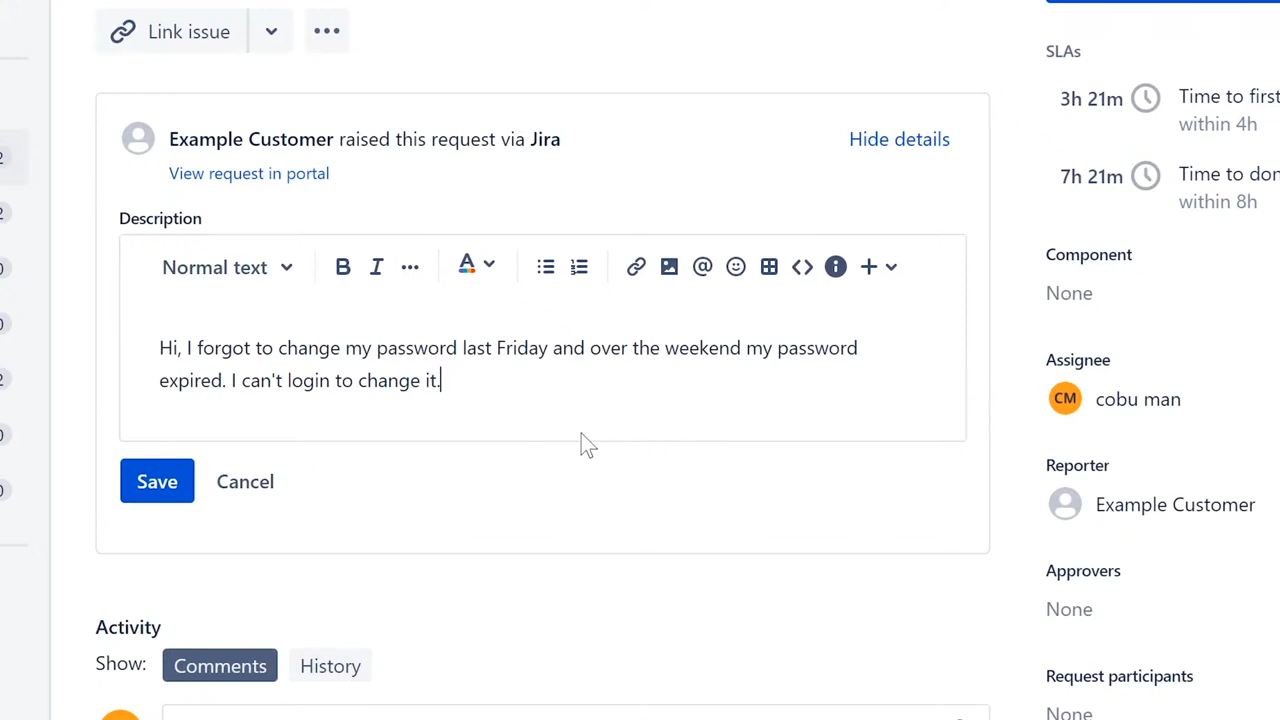 Link issue
Example Customer raised this request via Jira
Hide details
View request in portal
Description
Normal text
B I
A
Hi, I forgot to change my password last Friday and over the weekend my password
expired. I can't login to change it.
Save
Cancel
Activity
Show:
Comments
History
SLAs
3h 21m
Time to first
within 4h
7h 21m
Time to don
within 8h
Component
None
Assignee
CM
cobu man
Reporter
Example Customer
Approvers
None
Request participants
None